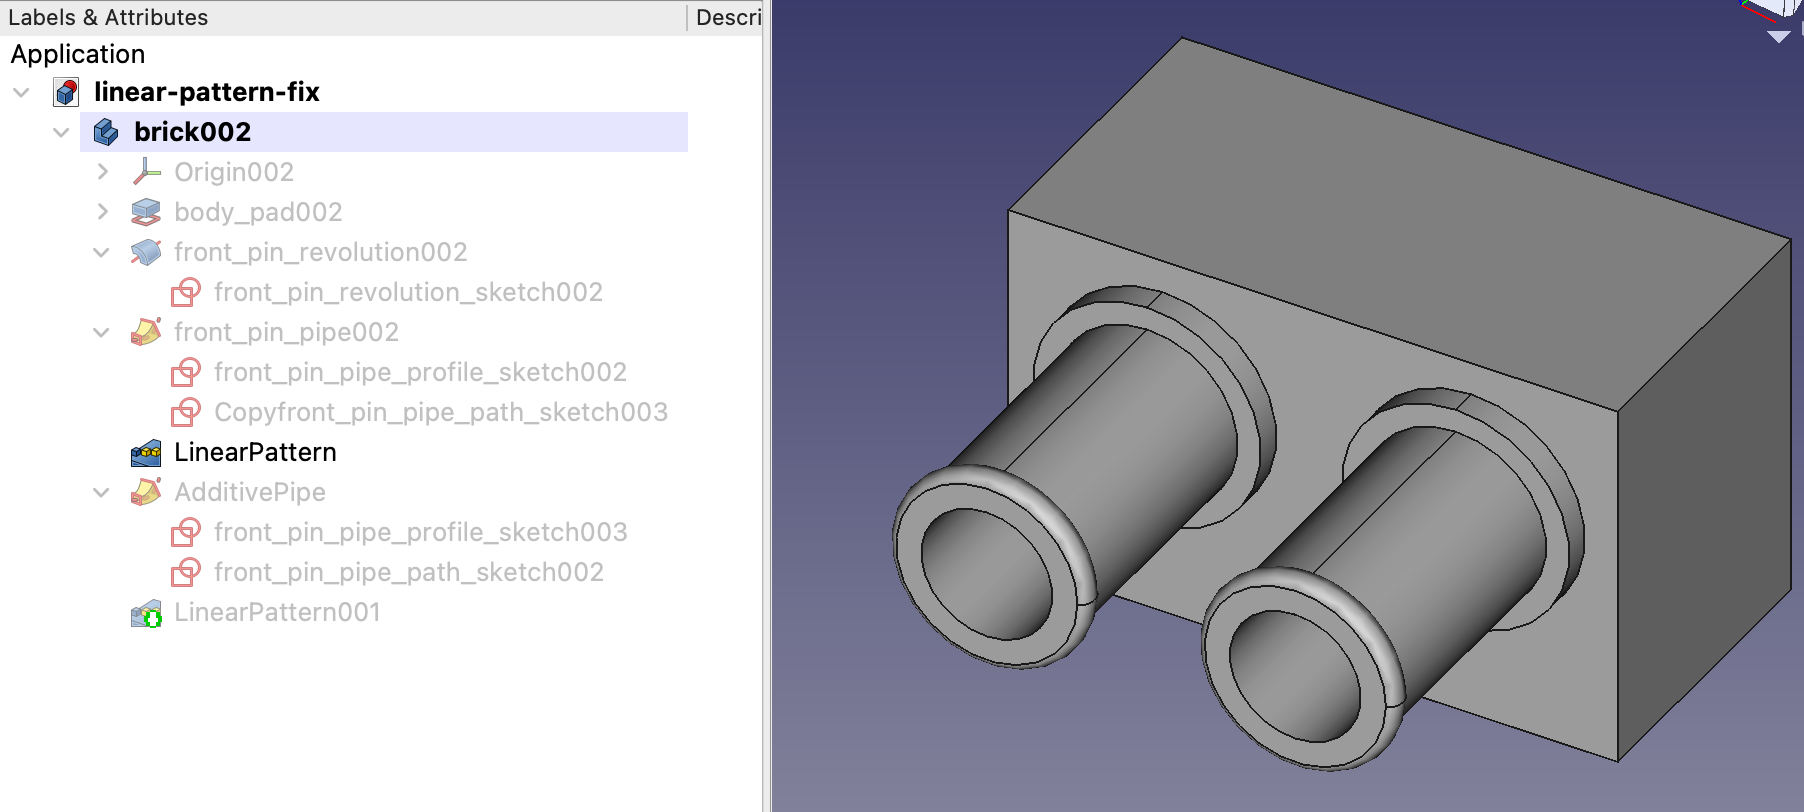 Labels & Attributes Descri
Application
linear-pattern-fix
brick002
Origin002
body_pad002
front_pin_revolution002
front_pin_revolution_sketch002
front_pin_pipe002
front_pin_pipe_profile_sketch002
Copyfront_pin_pipe_path_sketch003
LinearPattern
AdditivePipe
front_pin_pipe_profile_sketch003
front_pin_pipe_path_sketch002
LinearPattern001